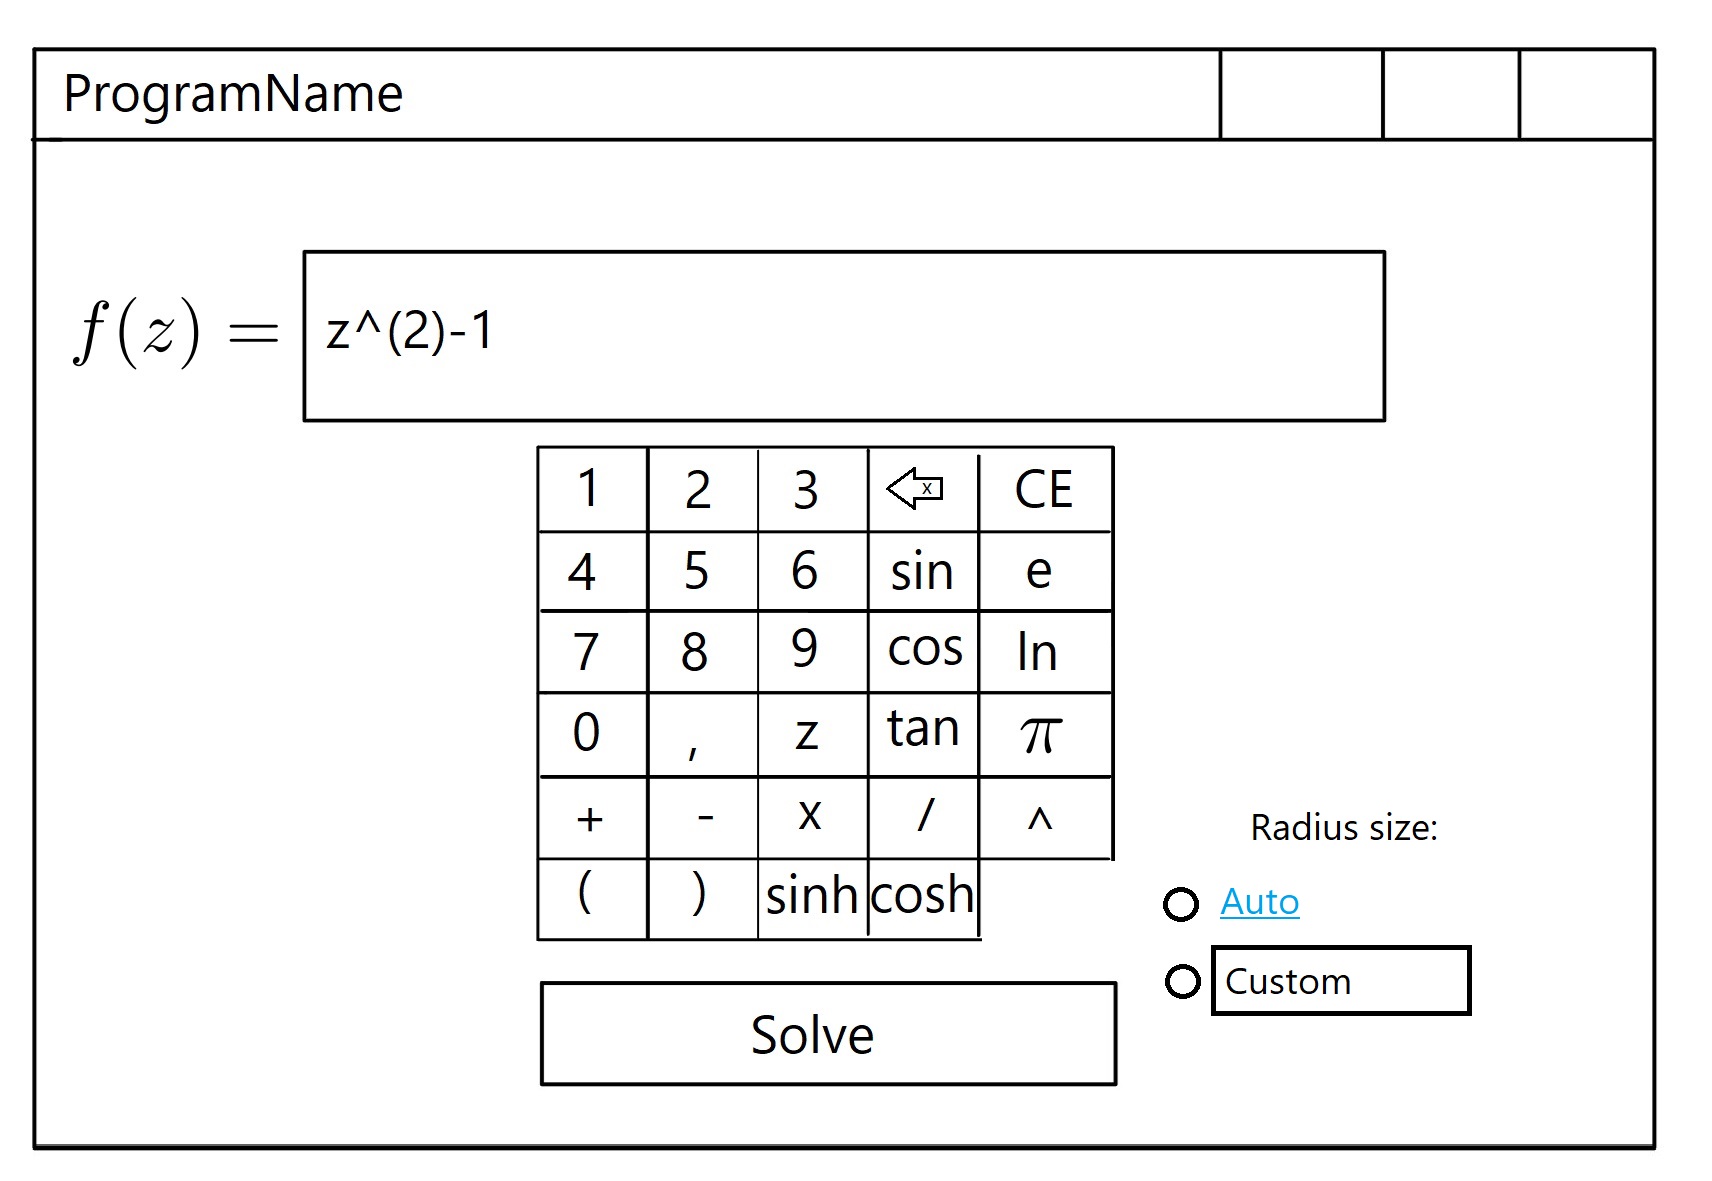 ProgramName
f(z) = z^(2)-1
1 2 3 x CE
4 5 6 sin e
7 8 9 cos ln
0 , z tan π
+ - x / ^
( ) sinh cosh
Radius size:
Auto
Custom
Solve